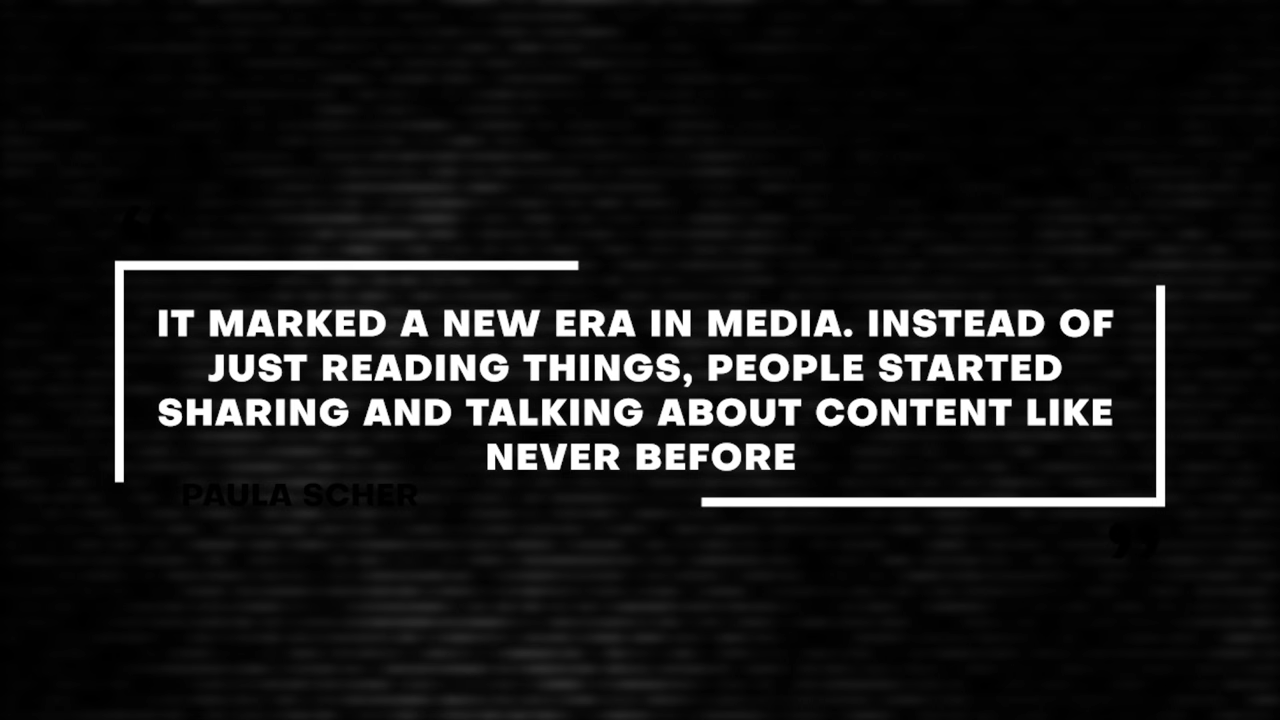 “
IT MARKED A NEW ERA IN MEDIA. INSTEAD OF
JUST READING THINGS, PEOPLE STARTED
SHARING AND TALKING ABOUT CONTENT LIKE
NEVER BEFORE
PAULA SCHER
”